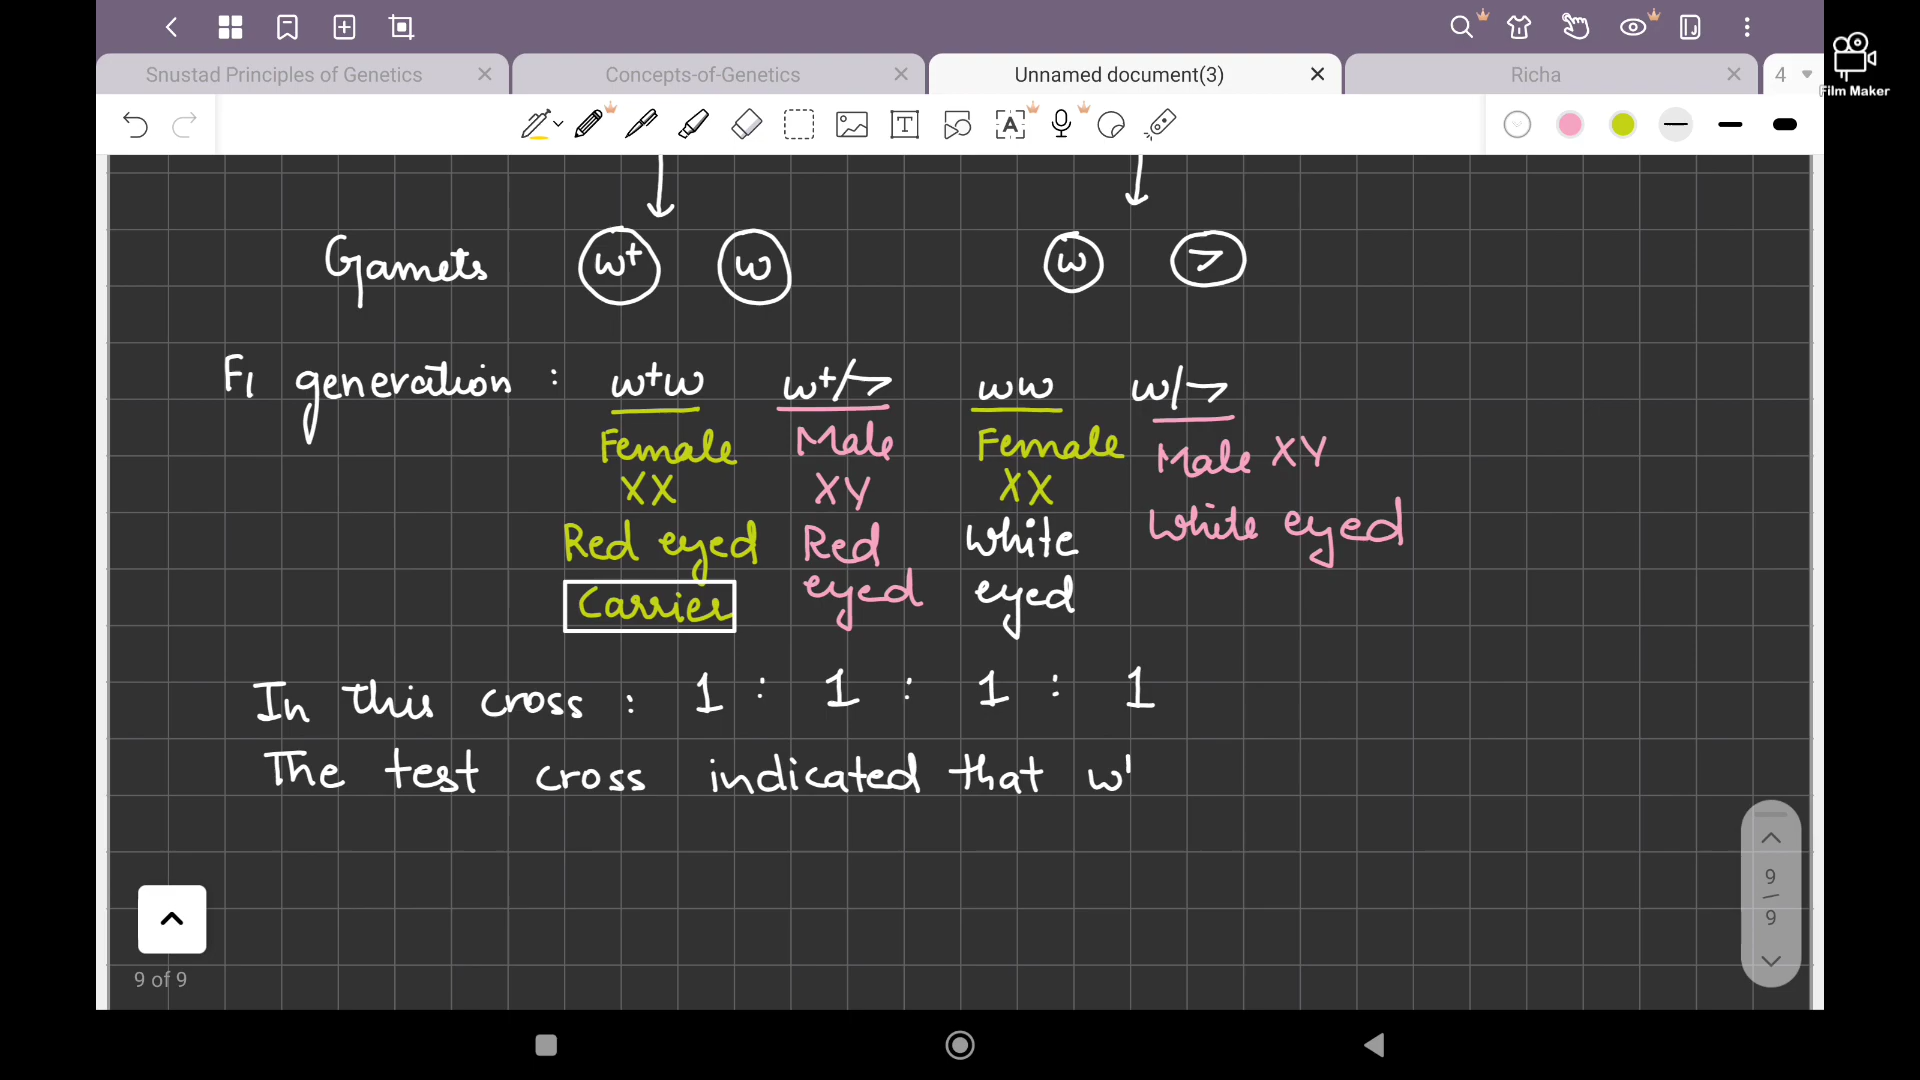 Snustad Principles of Genetics
Concepts-of-Genetics
Unnamed document(3)
Richa
4
Film Maker
Gamets w+ w w
F1 generation : w+w w+/ ww w/
Female Male Female Male XY
XX XY XX
Red eyed Red White White eyed
eyed eyed
Carrier
In this cross : 1 : 1 : 1 : 1
The test cross indicated that w'
9
9
9 of 9